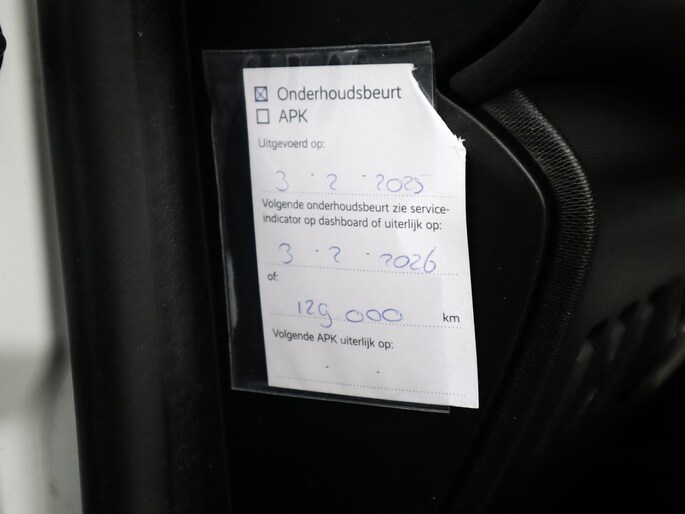 ☒ Onderhoudsbeurt
☐ APK
Uitgevoerd op:
3 - 2 - 2025
Volgende onderhoudsbeurt zie service-
indicator op dashboard of uiterlijk op:
3 - 2 - 2026
of:
129.000 km
Volgende APK uiterlijk op:
- -